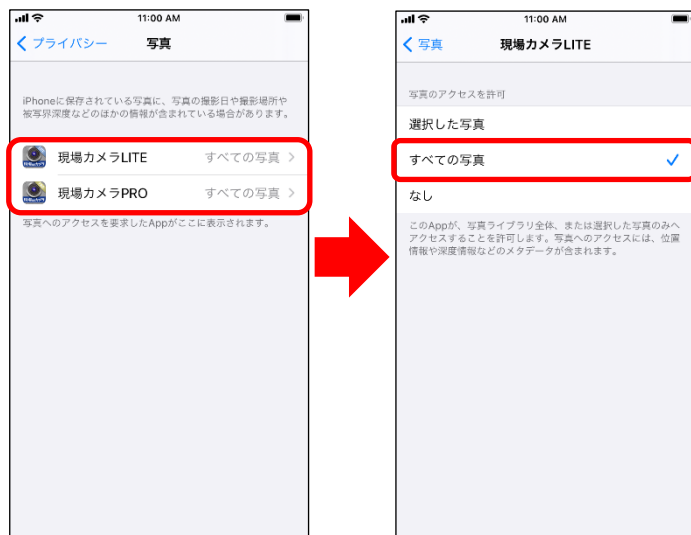 11:00 AM
プライバシー
写真
iPhoneに保存されている写真に、写真の撮影日や撮影場所や
被写界深度などのほかの情報が含まれている場合があります。
現場カメラLITE
すべての写真
現場カメラPRO
すべての写真
写真へのアクセスを要求したAppがここに表示されます。
11:00 AM
写真
現場カメラLITE
写真のアクセスを許可
選択した写真
すべての写真
なし
このAppが、写真ライブラリ全体、または選択した写真のみへ
アクセスすることを許可します。写真へのアクセスには、位置
情報や深度情報などのメタデータが含まれます。